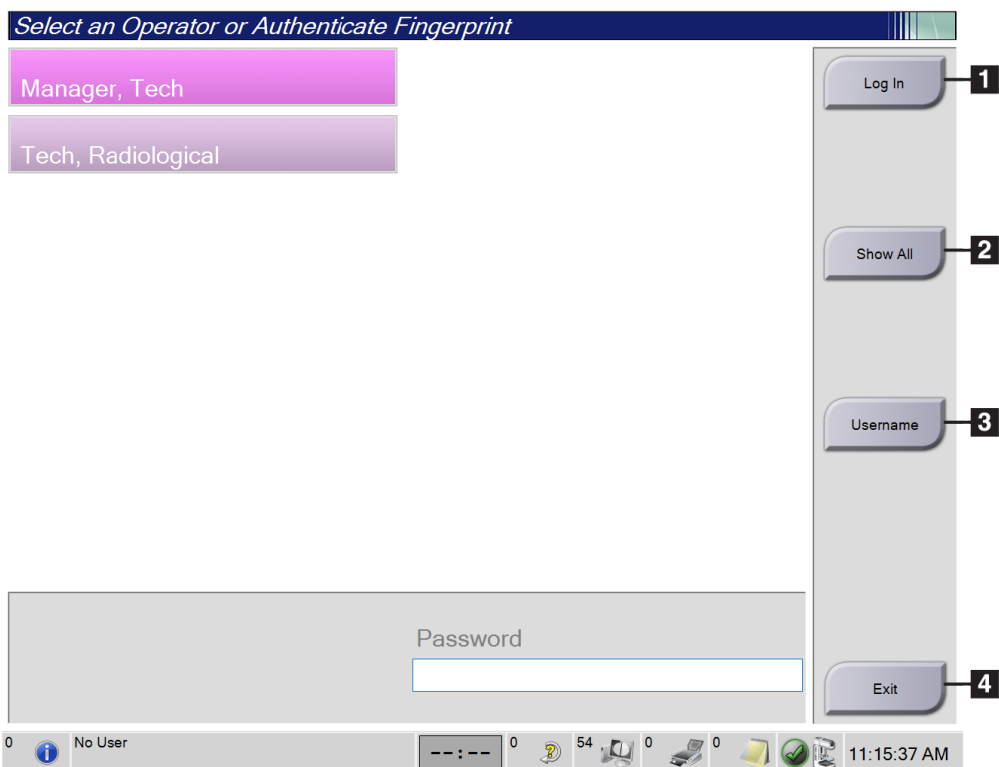 Select an Operator or Authenticate Fingerprint
Manager, Tech
Tech, Radiological
Log In
1
Show All
2
Username
3
Password
Exit
4
0
No User
--:--
0
54
0
0
11:15:37 AM